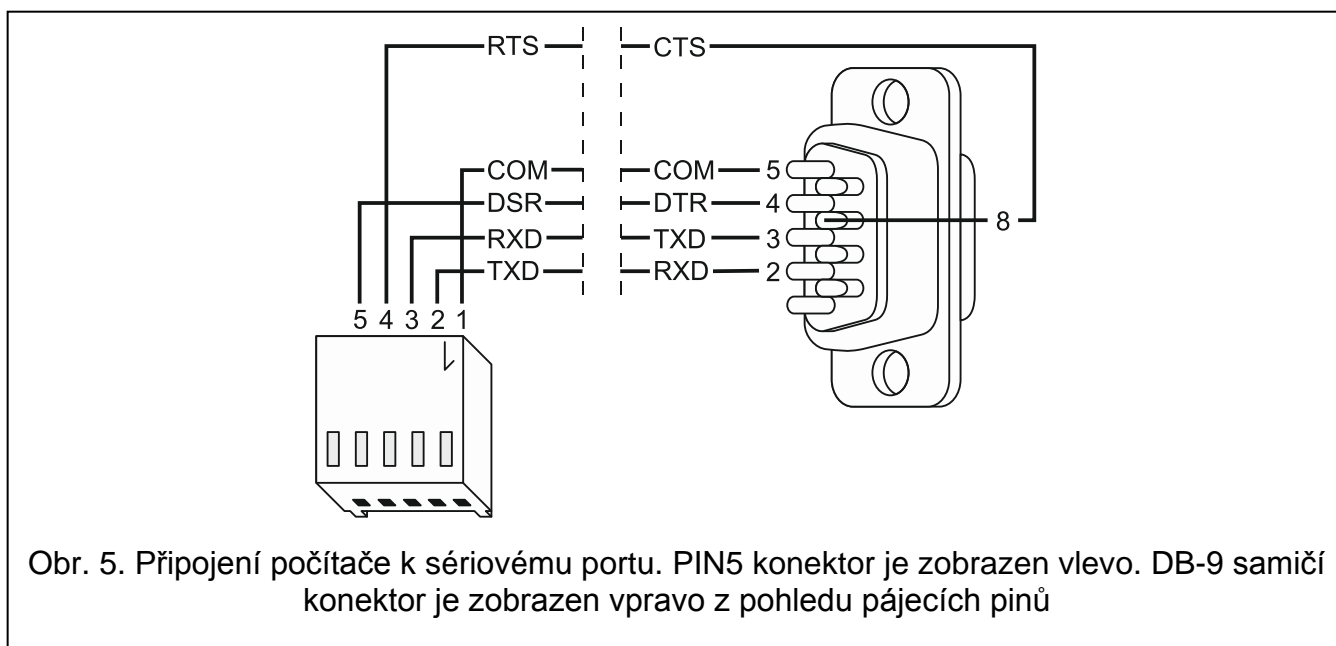 RTS CTS
8
COM COM 5
DSR DTR 4
RXD TXD 3
TXD RXD 2
5 4 3 2 1
Obr. 5. Připojení počítače k sériovému portu. PIN5 konektor je zobrazen vlevo. DB-9 samičí
konektor je zobrazen vpravo z pohledu pájecích pinů